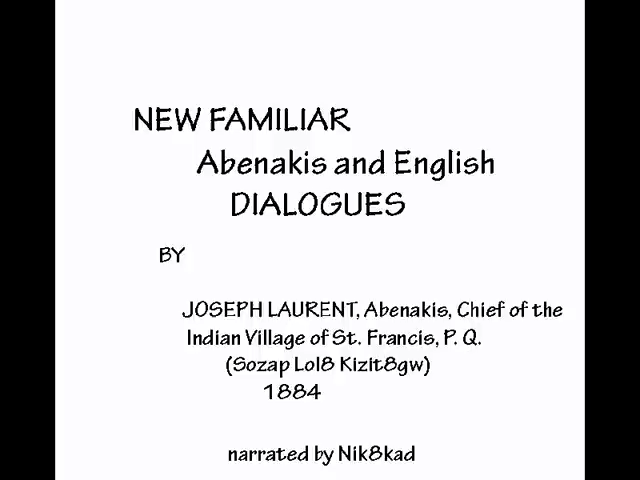 NEW FAMILIAR
Abenakis and English
DIALOGUES
BY
JOSEPH LAURENT, Abenakis, Chief of the
Indian Village of St. Francis, P. Q.
(Sozap Lol8 Kizit8gw)
1884
narrated by Nik8kad